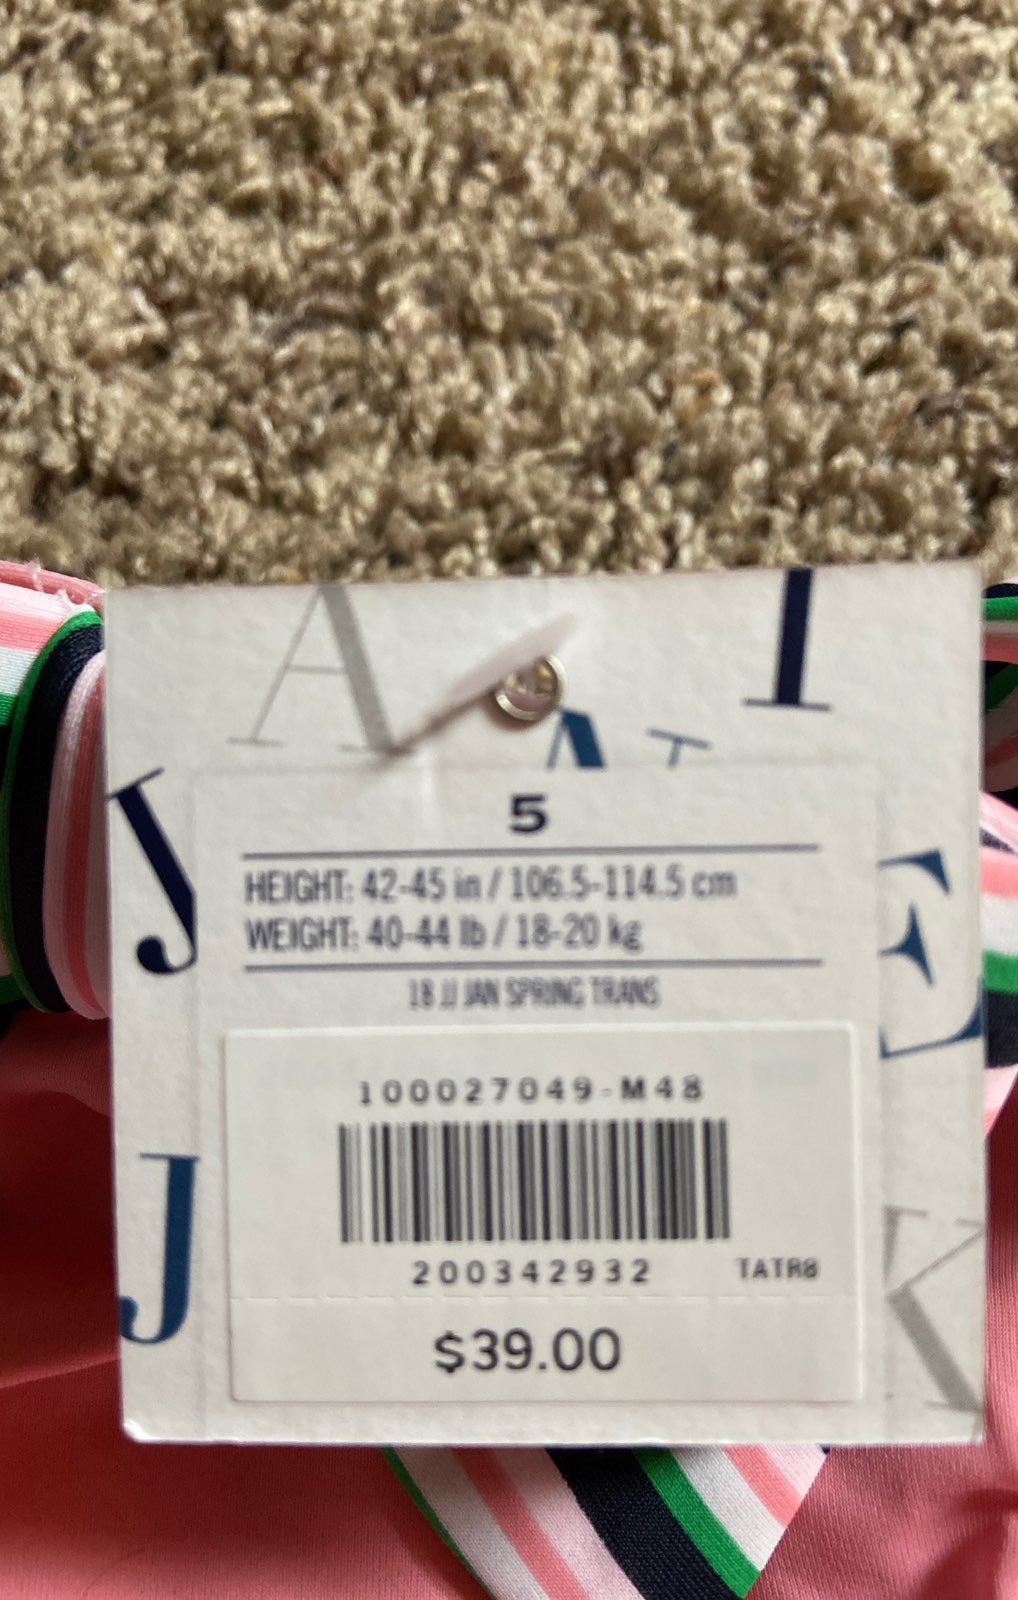 A I
J
5
HEIGHT: 42-45 in / 106.5-114.5 cm
WEIGHT: 40-44 lb / 18-20 kg
E
18 JJ JAN SPRING TRANS
100027049-M48
200342932 TATR8
J K
$39.00